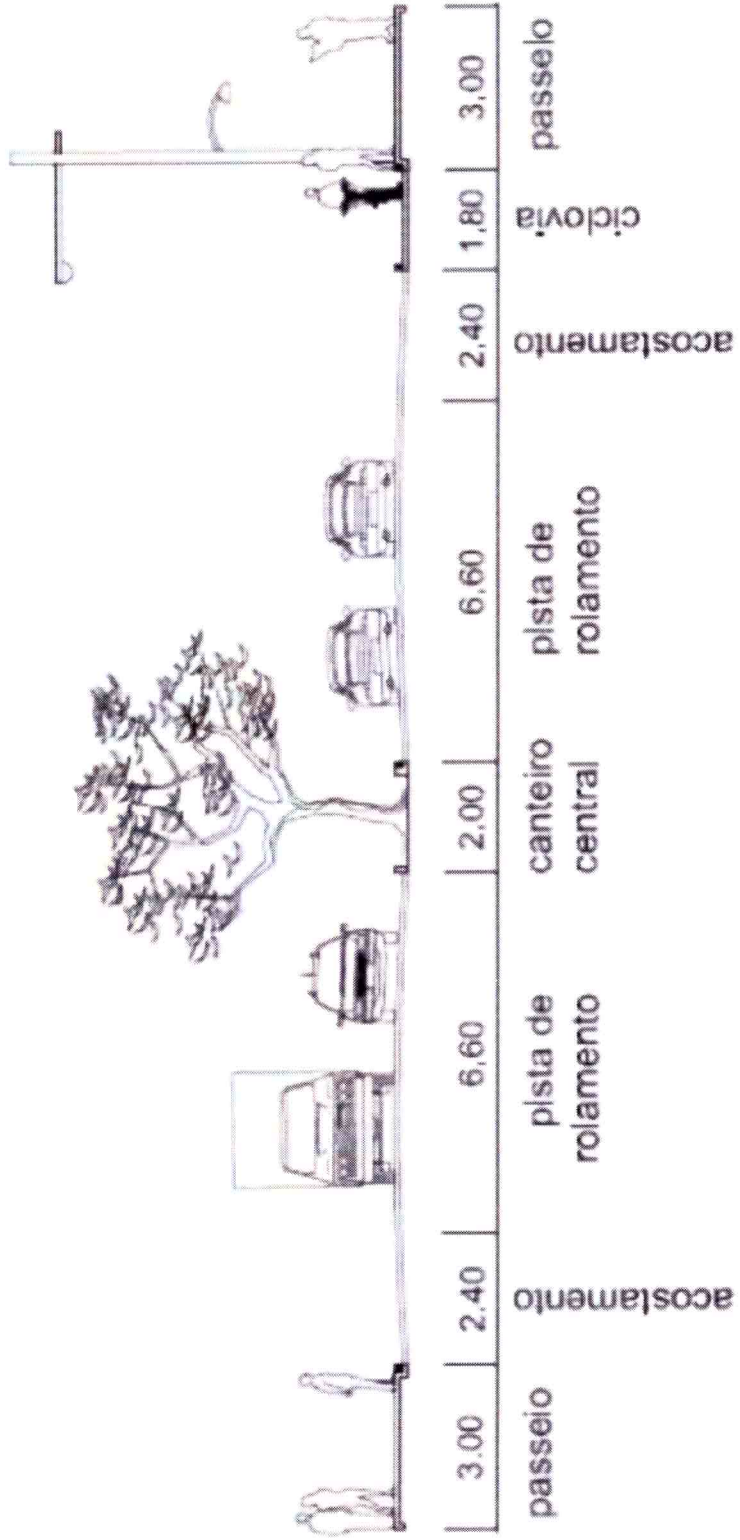 3.00 2.40 6,60 2,00 6,60 2,40 1,80 3,00
passeio
acostamento
pista de
rolamento
canteiro
central
pista de
rolamento
acostamento
ciclovia
passeio